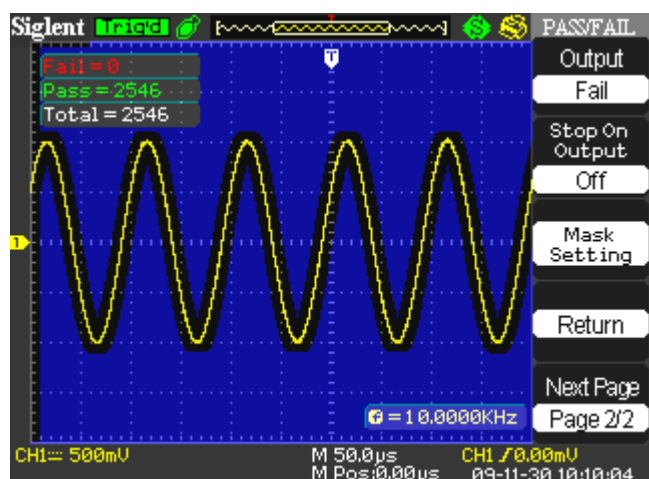 Siglent Trig'd PASS/FAIL
T
Fail = 0
Pass = 2546
Total = 2546
1
f = 10.0000KHz
Output
Fail
Stop On
Output
Off
Mask
Setting
Return
Next Page
Page 2/2
CH1 500mV M 50.0µs CH1 0.00mV
M Pos:0.00µs 09-11-30 10:10:04